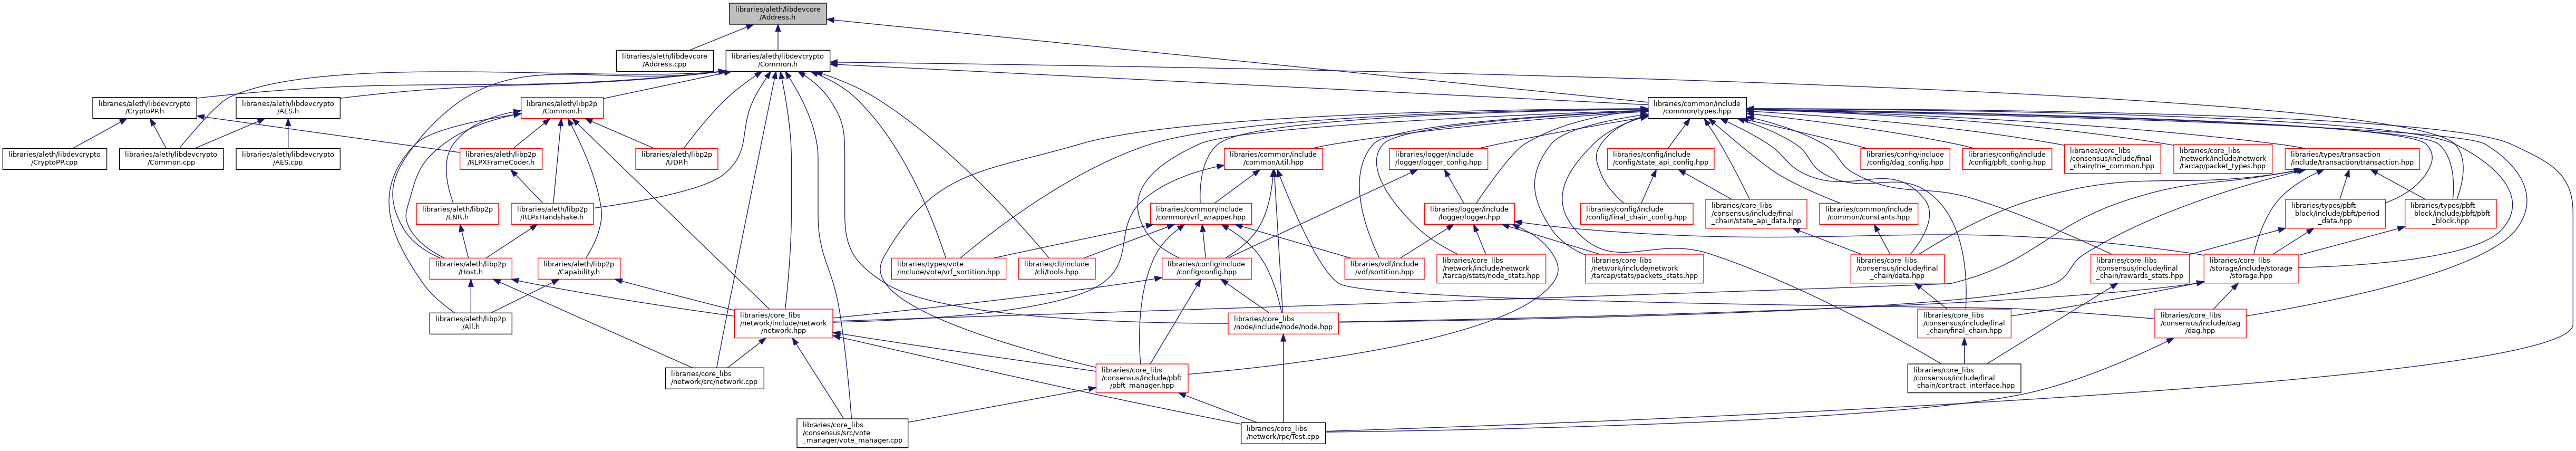 libraries/aleth/libdevcore
/Address.h
libraries/aleth/libdevcore
/Address.cpp
libraries/aleth/libdevcrypto
/Common.h
libraries/aleth/libdevcrypto
/CryptoPP.h
libraries/aleth/libdevcrypto
/AES.h
libraries/aleth/libp2p
/Common.h
libraries/common/include
/common/types.hpp
libraries/aleth/libdevcrypto
/CryptoPP.cpp
libraries/aleth/libdevcrypto
/Common.cpp
libraries/aleth/libdevcrypto
/AES.cpp
libraries/aleth/libp2p
/RLPXFrameCoder.h
libraries/aleth/libp2p
/UDP.h
libraries/common/include
/common/util.hpp
libraries/logger/include
/logger/logger_config.hpp
libraries/config/include
/config/state_api_config.hpp
libraries/config/include
/config/dag_config.hpp
libraries/config/include
/config/pbft_config.hpp
libraries/core_libs
/consensus/include/final
_chain/trie_common.hpp
libraries/core_libs
/network/include/network
/tarcap/packet_types.hpp
libraries/types/transaction
/include/transaction/transaction.hpp
libraries/aleth/libp2p
/ENR.h
libraries/aleth/libp2p
/RLPxHandshake.h
libraries/common/include
/common/vrf_wrapper.hpp
libraries/logger/include
/logger/logger.hpp
libraries/config/include
/config/final_chain_config.hpp
libraries/core_libs
/consensus/include/final
_chain/state_api_data.hpp
libraries/common/include
/common/constants.hpp
libraries/types/pbft
_block/include/pbft/period
_data.hpp
libraries/types/pbft
_block/include/pbft/pbft
_block.hpp
libraries/aleth/libp2p
/Host.h
libraries/aleth/libp2p
/Capability.h
libraries/types/vote
/include/vote/vrf_sortition.hpp
libraries/cli/include
/cli/tools.hpp
libraries/config/include
/config/config.hpp
libraries/vdf/include
/vdf/sortition.hpp
libraries/core_libs
/network/include/network
/tarcap/stats/node_stats.hpp
libraries/core_libs
/network/include/network
/tarcap/stats/packets_stats.hpp
libraries/core_libs
/consensus/include/final
_chain/data.hpp
libraries/core_libs
/consensus/include/final
_chain/rewards_stats.hpp
libraries/core_libs
/storage/include/storage
/storage.hpp
libraries/aleth/libp2p
/All.h
libraries/core_libs
/network/include/network
/network.hpp
libraries/core_libs
/node/include/node/node.hpp
libraries/core_libs
/consensus/include/final
_chain/final_chain.hpp
libraries/core_libs
/consensus/include/dag
/dag.hpp
libraries/core_libs
/network/src/network.cpp
libraries/core_libs
/consensus/include/pbft
/pbft_manager.hpp
libraries/core_libs
/consensus/include/final
_chain/contract_interface.hpp
libraries/core_libs
/consensus/src/vote
_manager/vote_manager.cpp
libraries/core_libs
/network/rpc/Test.cpp